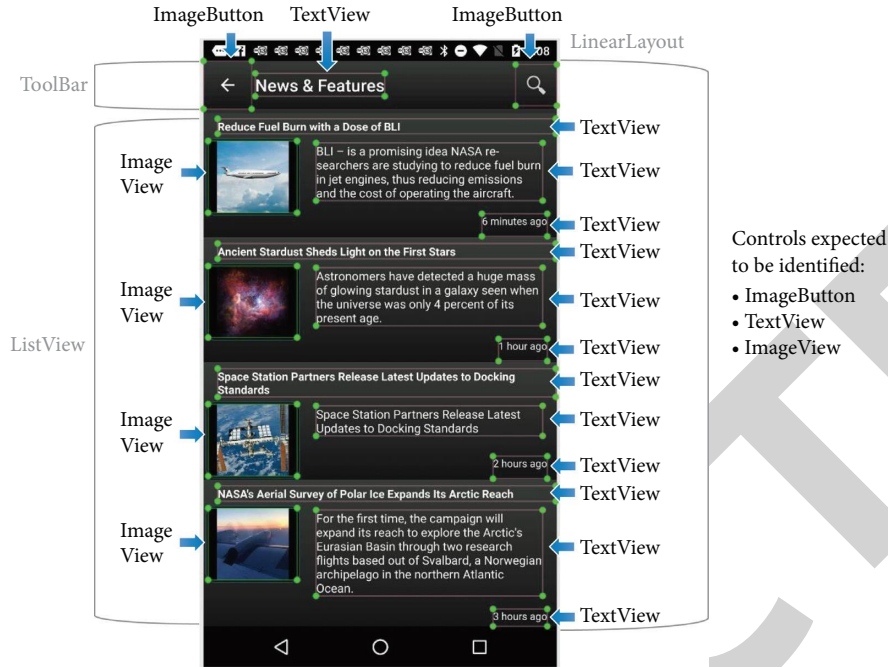 ImageButton TextView ImageButton
LinearLayout
08
ToolBar
News & Features
Reduce Fuel Burn with a Dose of BLI
TextView
Image
View
BLI – is a promising idea NASA re-
searchers are studying to reduce fuel burn
in jet engines, thus reducing emissions
and the cost of operating the aircraft.
TextView
6 minutes ago
TextView
Ancient Stardust Sheds Light on the First Stars
TextView
Image
View
Astronomers have detected a huge mass
of glowing stardust in a galaxy seen when
the universe was only 4 percent of its
present age.
TextView
1 hour ago
TextView
ListView
Space Station Partners Release Latest Updates to Docking
Standards
TextView
Image
View
Space Station Partners Release Latest
Updates to Docking Standards
TextView
2 hours ago
TextView
NASA's Aerial Survey of Polar Ice Expands Its Arctic Reach
TextView
Image
View
For the first time, the campaign will
expand its reach to explore the Arctic's
Eurasian Basin through two research
flights based out of Svalbard, a Norwegian
archipelago in the northern Atlantic
Ocean.
TextView
3 hours ago
TextView
Controls expected
to be identified:
• ImageButton
• TextView
• ImageView